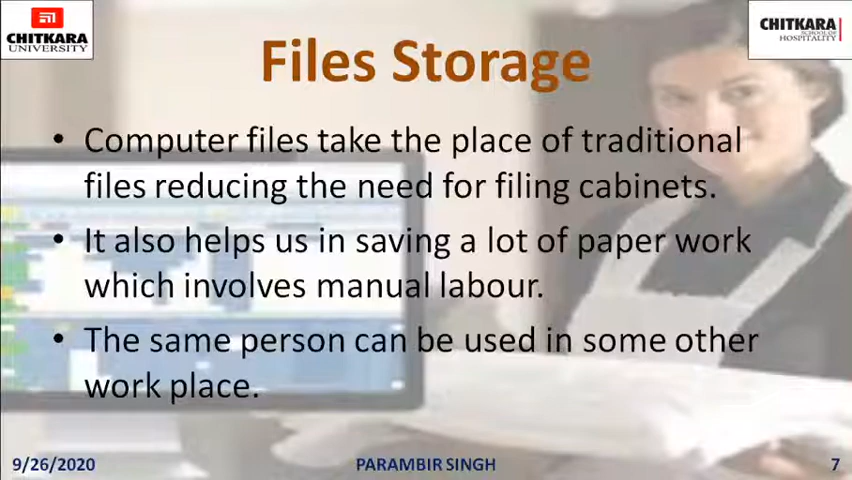 CHITKARA
UNIVERSITY
CHITKARA
SCHOOL OF
HOSPITALITY
Files Storage
• Computer files take the place of traditional
files reducing the need for filing cabinets.
• It also helps us in saving a lot of paper work
which involves manual labour.
• The same person can be used in some other
work place.
9/26/2020
PARAMBIR SINGH
7